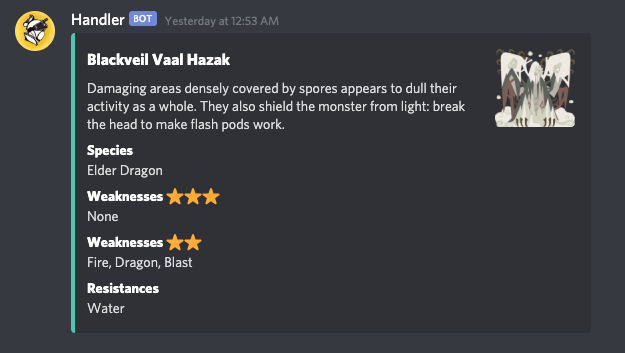 Handler BOT Yesterday at 12:53 AM
Blackveil Vaal Hazak
Damaging areas densely covered by spores appears to dull their
activity as a whole. They also shield the monster from light: break
the head to make flash pods work.
Species
Elder Dragon
Weaknesses ⭐⭐⭐
None
Weaknesses ⭐⭐
Fire, Dragon, Blast
Resistances
Water